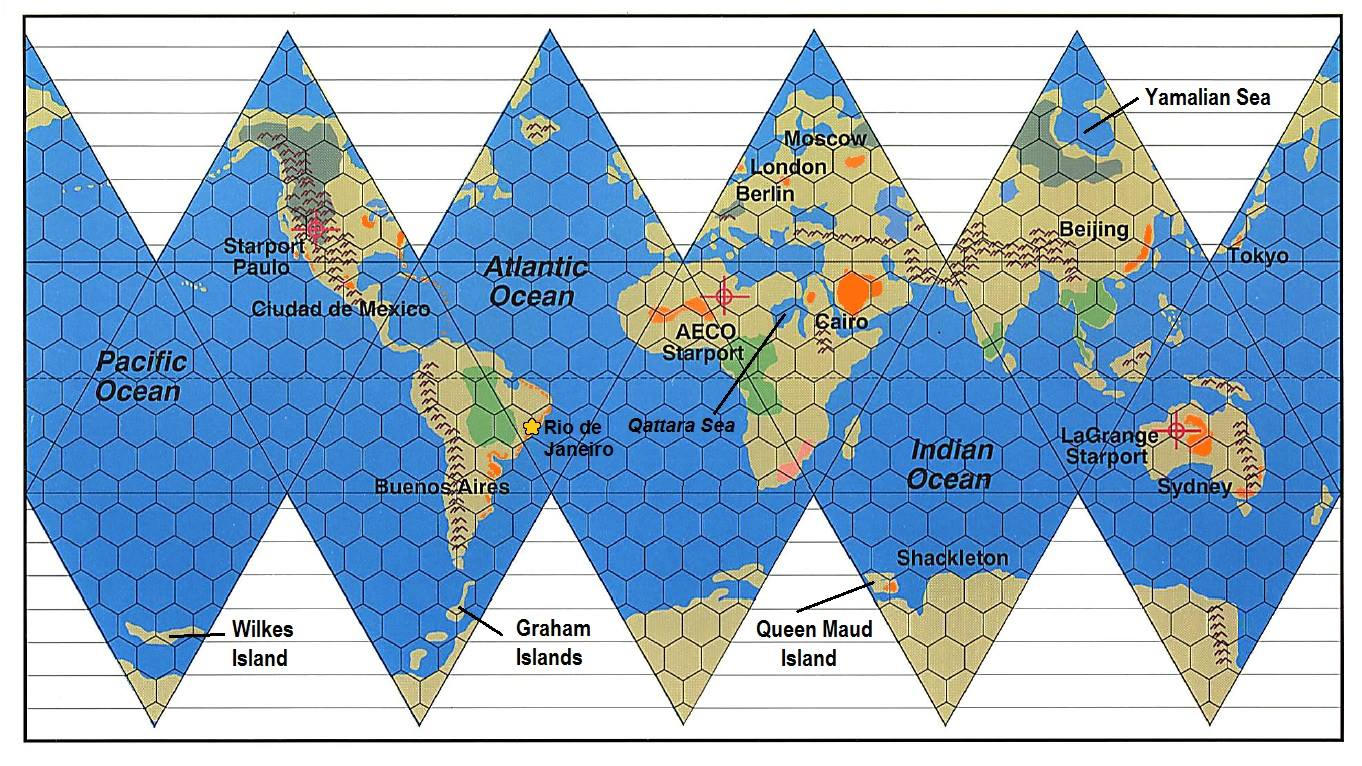 Yamalian Sea
Moscow
London
Berlin
Beijing
Starport
Paulo
Tokyo
Atlantic
Ocean
Ciudad de Mexico
AECO
Starport
Cairo
Pacific
Ocean
Rio de
Janeiro
Qattara Sea
LaGrange
Starport
Indian
Ocean
Buenos Aires
Sydney
Shackleton
Wilkes
Island
Graham
Islands
Queen Maud
Island